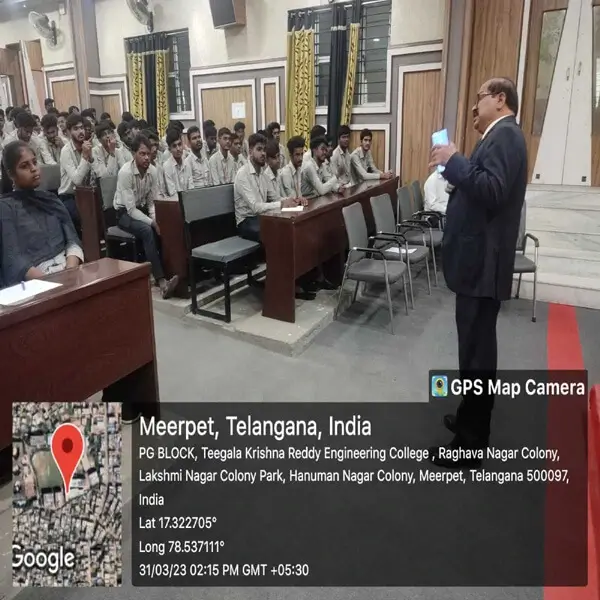 GPS Map Camera
Meerpet, Telangana, India
PG BLOCK, Teegala Krishna Reddy Engineering College , Raghava Nagar Colony,
Lakshmi Nagar Colony Park, Hanuman Nagar Colony, Meerpet, Telangana 500097,
India
Lat 17.322705°
Long 78.537111°
31/03/23 02:15 PM GMT +05:30
Google